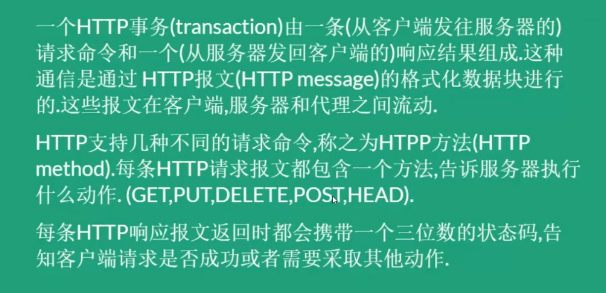 一个HTTP事务(transaction)由一条(从客户端发往服务器的)
请求命令和一个(从服务器发回客户端的)响应结果组成.这种
通信是通过 HTTP报文(HTTP message)的格式化数据块进行
的.这些报文在客户端,服务器和代理之间流动.
HTTP支持几种不同的请求命令,称之为HTPP方法(HTTP
method).每条HTTP请求报文都包含一个方法,告诉服务器执行
什么动作. (GET,PUT,DELETE,POST,HEAD).
每条HTTP响应报文返回时都会携带一个三位数的状态码,告
知客户端请求是否成功或者需要采取其他动作.